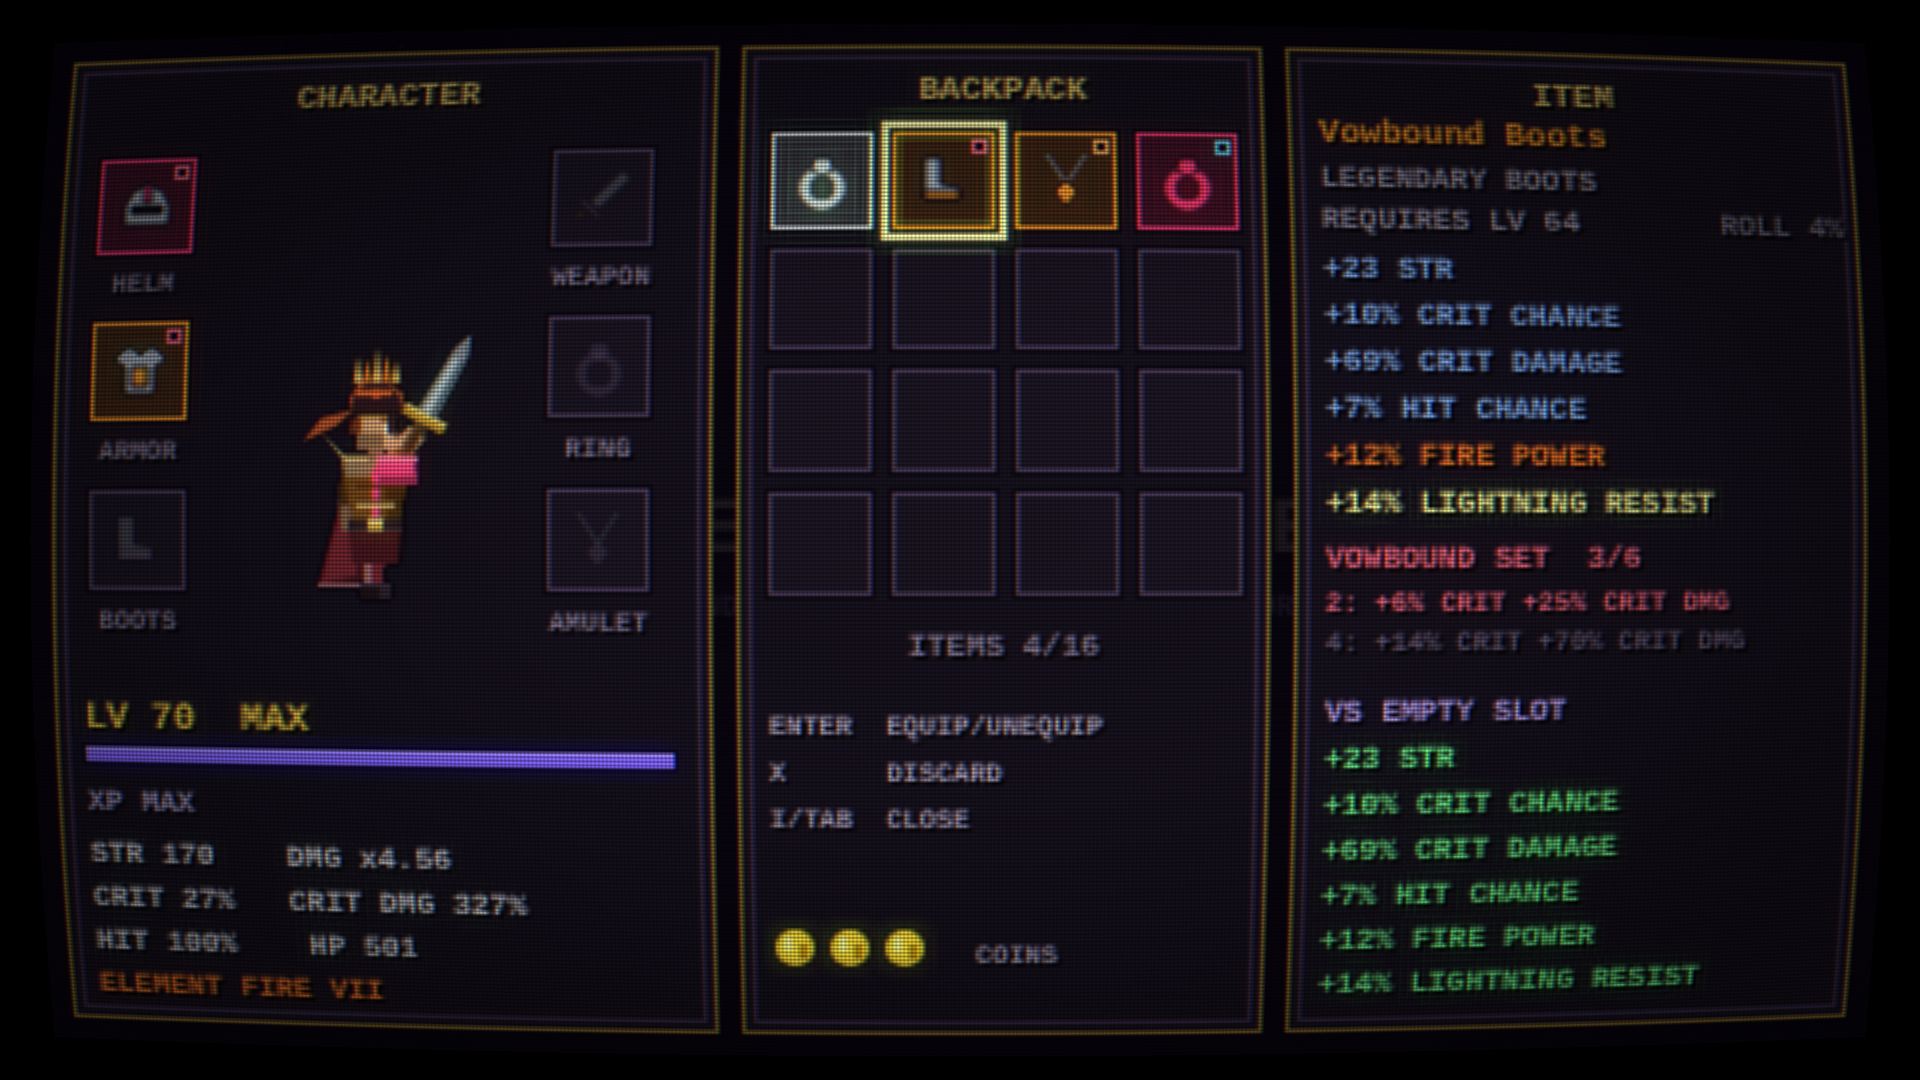 CHARACTER
HELM
WEAPON
ARMOR
RING
BOOTS
AMULET
LV 70 MAX
XP MAX
STR 170 DMG x4.56
CRIT 27% CRIT DMG 327%
HIT 100% HP 501
ELEMENT FIRE VII
BACKPACK
ITEMS 4/16
ENTER EQUIP/UNEQUIP
X DISCARD
I/TAB CLOSE
COINS
ITEM
Vowbound Boots
LEGENDARY BOOTS
REQUIRES LV 64 ROLL 4%
+23 STR
+10% CRIT CHANCE
+69% CRIT DAMAGE
+7% HIT CHANCE
+12% FIRE POWER
+14% LIGHTNING RESIST
VOWBOUND SET 3/6
2: +6% CRIT +25% CRIT DMG
4: +14% CRIT +70% CRIT DMG
VS EMPTY SLOT
+23 STR
+10% CRIT CHANCE
+69% CRIT DAMAGE
+7% HIT CHANCE
+12% FIRE POWER
+14% LIGHTNING RESIST